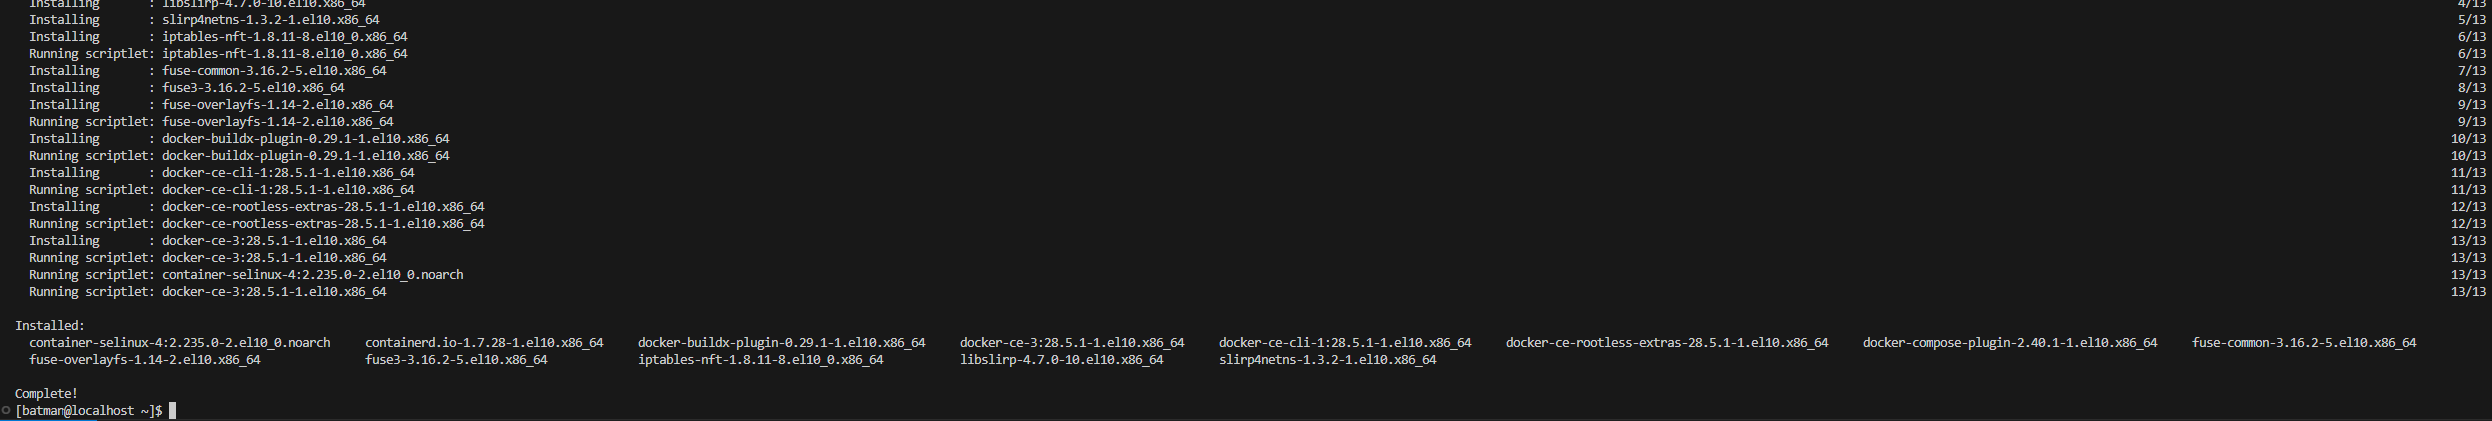 Installing : libslirp-4.7.0-10.el10.x86_64 4/13
Installing : slirp4netns-1.3.2-1.el10.x86_64 5/13
Installing : iptables-nft-1.8.11-8.el10_0.x86_64 6/13
Running scriptlet: iptables-nft-1.8.11-8.el10_0.x86_64 6/13
Installing : fuse-common-3.16.2-5.el10.x86_64 7/13
Installing : fuse3-3.16.2-5.el10.x86_64 8/13
Installing : fuse-overlayfs-1.14-2.el10.x86_64 9/13
Running scriptlet: fuse-overlayfs-1.14-2.el10.x86_64 9/13
Installing : docker-buildx-plugin-0.29.1-1.el10.x86_64 10/13
Running scriptlet: docker-buildx-plugin-0.29.1-1.el10.x86_64 10/13
Installing : docker-ce-cli-1:28.5.1-1.el10.x86_64 11/13
Running scriptlet: docker-ce-cli-1:28.5.1-1.el10.x86_64 11/13
Installing : docker-ce-rootless-extras-28.5.1-1.el10.x86_64 12/13
Running scriptlet: docker-ce-rootless-extras-28.5.1-1.el10.x86_64 12/13
Installing : docker-ce-3:28.5.1-1.el10.x86_64 13/13
Running scriptlet: docker-ce-3:28.5.1-1.el10.x86_64 13/13
Running scriptlet: container-selinux-4:2.235.0-2.el10_0.noarch 13/13
Running scriptlet: docker-ce-3:28.5.1-1.el10.x86_64 13/13
Installed:
container-selinux-4:2.235.0-2.el10_0.noarch containerd.io-1.7.28-1.el10.x86_64 docker-buildx-plugin-0.29.1-1.el10.x86_64 docker-ce-3:28.5.1-1.el10.x86_64 docker-ce-cli-1:28.5.1-1.el10.x86_64 docker-ce-rootless-extras-28.5.1-1.el10.x86_64 docker-compose-plugin-2.40.1-1.el10.x86_64 fuse-common-3.16.2-5.el10.x86_64
fuse-overlayfs-1.14-2.el10.x86_64 fuse3-3.16.2-5.el10.x86_64 iptables-nft-1.8.11-8.el10_0.x86_64 libslirp-4.7.0-10.el10.x86_64 slirp4netns-1.3.2-1.el10.x86_64
Complete!
[batman@localhost ~]$